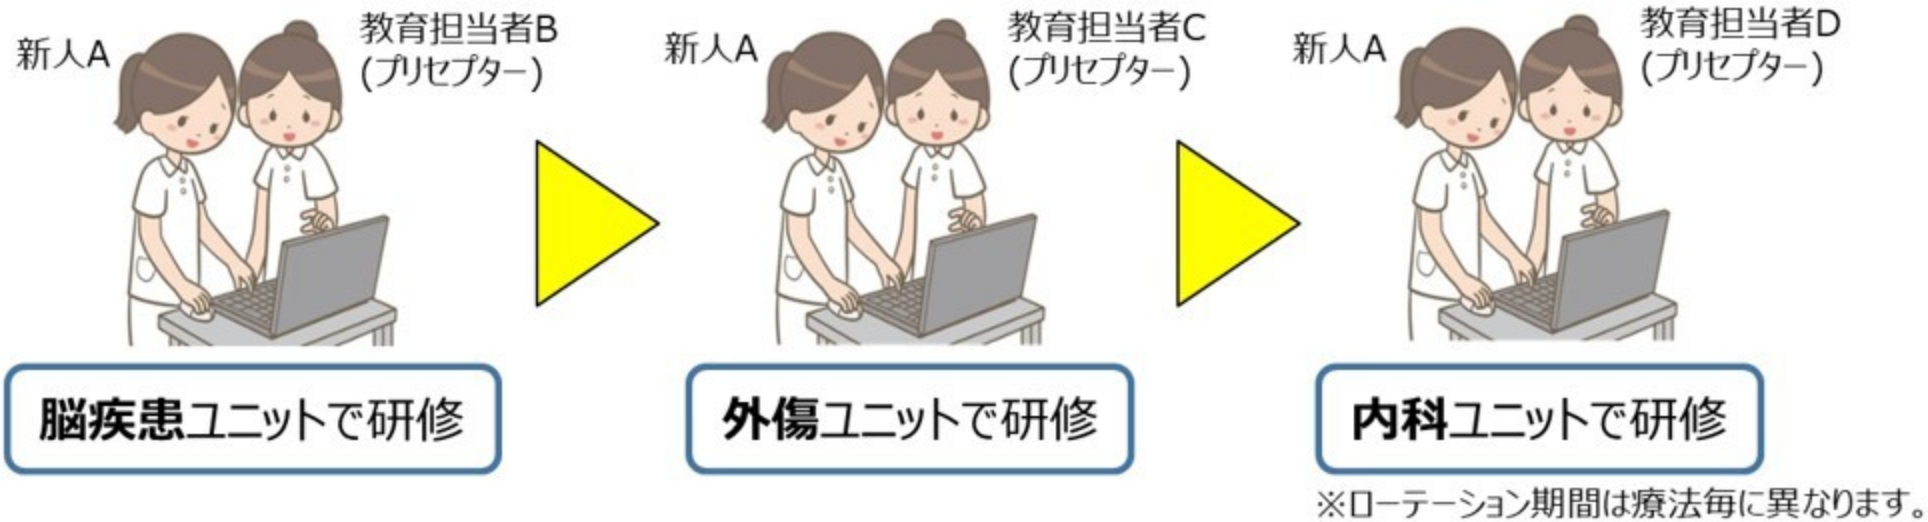 新人A
教育担当者B
(プリセプター)
新人A
教育担当者C
(プリセプター)
新人A
教育担当者D
(プリセプター)
脳疾患ユニットで研修
外傷ユニットで研修
内科ユニットで研修
※ローテーション期間は療法毎に異なります。